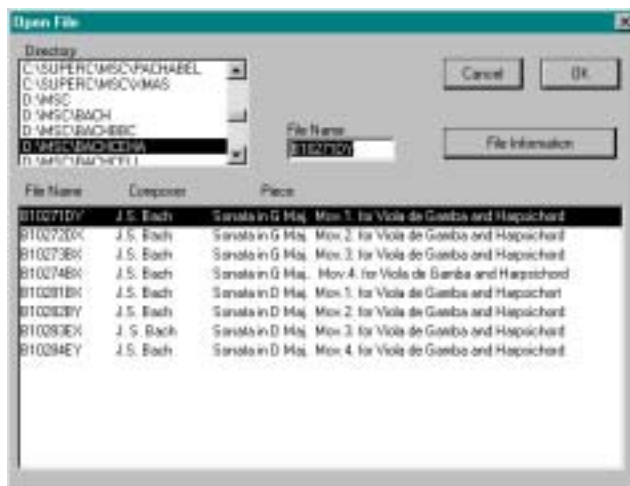 Open File
Directory
C:\SUPERC\MSC\PACHABEL
C:\SUPERC\MSC\XMAS
D:\MSC
D:\MSC\BACH
D:\MSC\BACHBBC
D:\MSC\BACHCEHA
D:\MSC\BACHCELL
Cancel
OK
File Name
B10271DY
File Information
File Name Composer Piece
B10271DY J.S. Bach Sonata in G Maj. Mov.1. for Viola de Gamba and Harpsichord
B10272DX J.S. Bach Sonata in G Maj. Mov.2. for Viola de Gamba and Harpsichord
B10273BX J.S. Bach Sonata in G Maj. Mov.3. for Viola de Gamba and Harpsichord
B10274BX J.S. Bach Sonata in G Maj.. Mov.4. for Viola de Gamba and Harpsichord
B10281BX J.S. Bach Sonata in D Maj. Mov.1. for Viola de Gamba and Harpsichort
B10282BY J.S. Bach Sonata in D Maj. Mov.2. for Viola de Gamba and Harpsichord
B10283EX J. S. Bach Sonata in D Maj. Mov.3. for Viola de Gamba and Harpsichord
B10284EY J.S. Bach Sonata in D Maj. Mov.4. for Viola de Gamba and Harpsichord